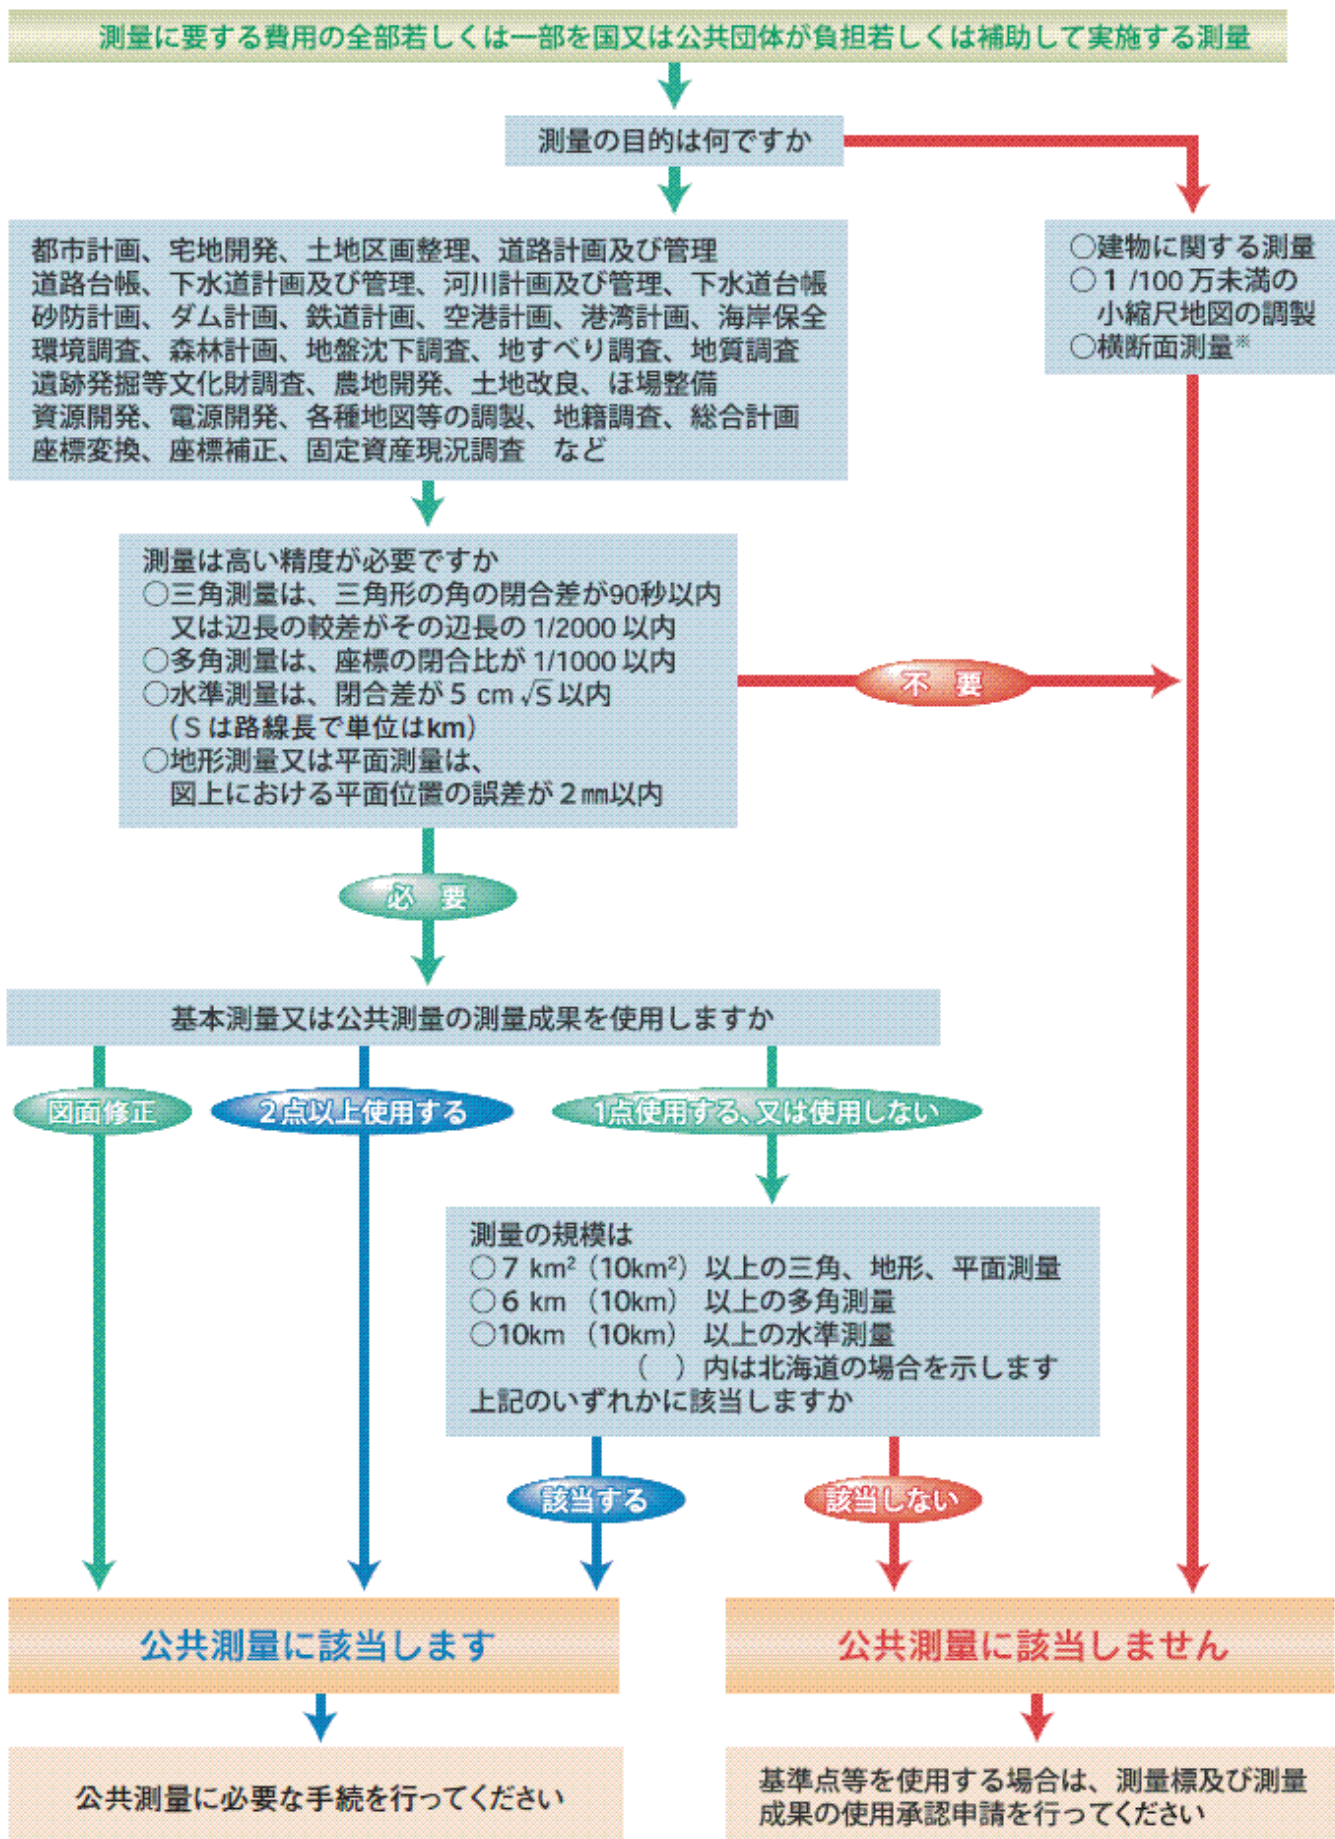 測量に要する費用の全部若しくは一部を国又は公共団体が負担若しくは補助して実施する測量
測量の目的は何ですか
都市計画、宅地開発、土地区画整理、道路計画及び管理
道路台帳、下水道計画及び管理、河川計画及び管理、下水道台帳
砂防計画、ダム計画、鉄道計画、空港計画、港湾計画、海岸保全
環境調査、森林計画、地盤沈下調査、地すべり調査、地質調査
遺跡発掘等文化財調査、農地開発、土地改良、ほ場整備
資源開発、電源開発、各種地図等の調製、地籍調査、総合計画
座標変換、座標補正、固定資産現況調査　など
○建物に関する測量
○１/100万未満の
小縮尺地図の調製
○横断面測量※
測量は高い精度が必要ですか
○三角測量は、三角形の角の閉合差が90秒以内
又は辺長の較差がその辺長の 1/2000 以内
○多角測量は、座標の閉合比が 1/1000 以内
○水準測量は、閉合差が５ cm √S 以内
（Ｓは路線長で単位はkm）
○地形測量又は平面測量は、
図上における平面位置の誤差が２㎜以内
不　要
必　要
基本測量又は公共測量の測量成果を使用しますか
図面修正
２点以上使用する
1点使用する、又は使用しない
測量の規模は
○７ km²（10km²）以上の三角、地形、平面測量
○６ km （10km） 以上の多角測量
○10km （10km） 以上の水準測量
（　）内は北海道の場合を示します
上記のいずれかに該当しますか
該当する
該当しない
公共測量に該当します
公共測量に該当しません
公共測量に必要な手続を行ってください
基準点等を使用する場合は、測量標及び測量
成果の使用承認申請を行ってください